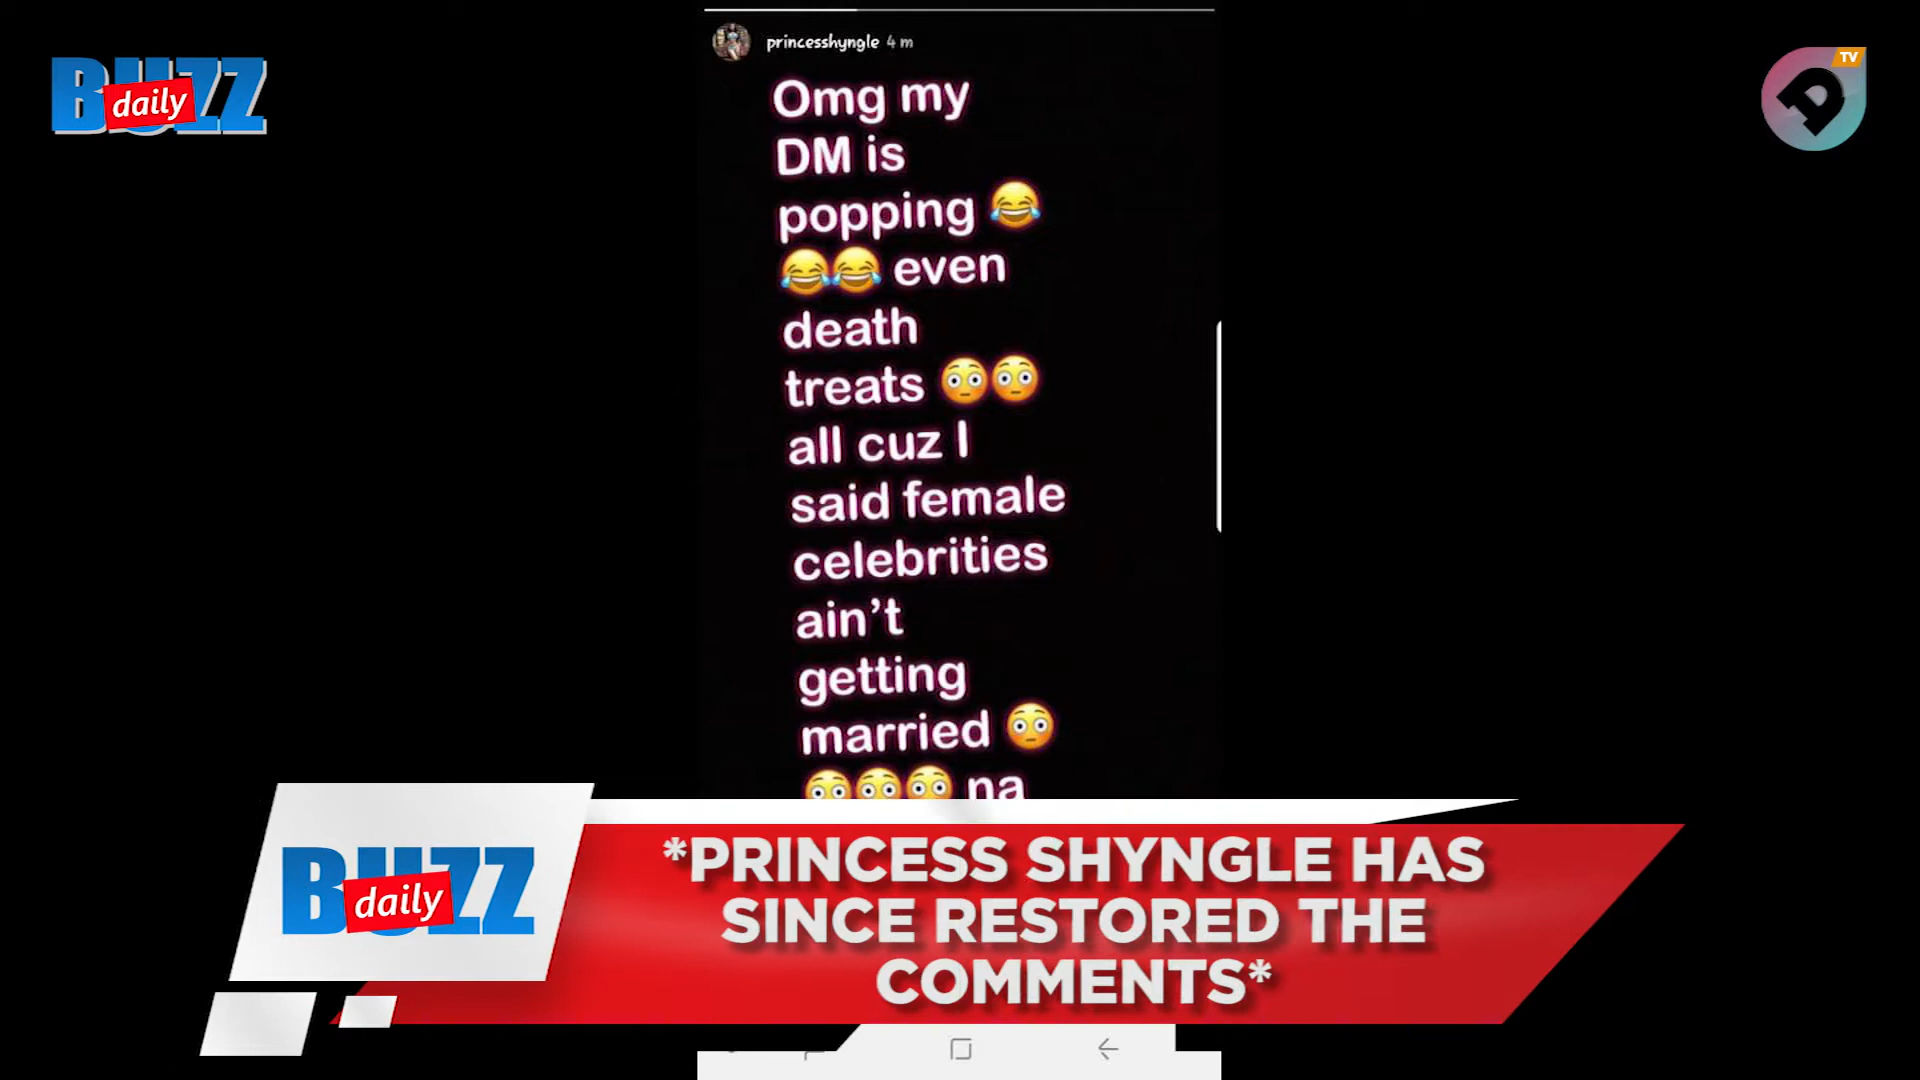 princesshyngle 4 m
BUZZ
daily
TV
Omg my
DM is
popping 😂
😂😂 even
death
treats 😳😳
all cuz I
said female
celebrities
ain’t
getting
married 😳
😳😳😳 na
BUZZ
daily
*PRINCESS SHYNGLE HAS
SINCE RESTORED THE
COMMENTS*